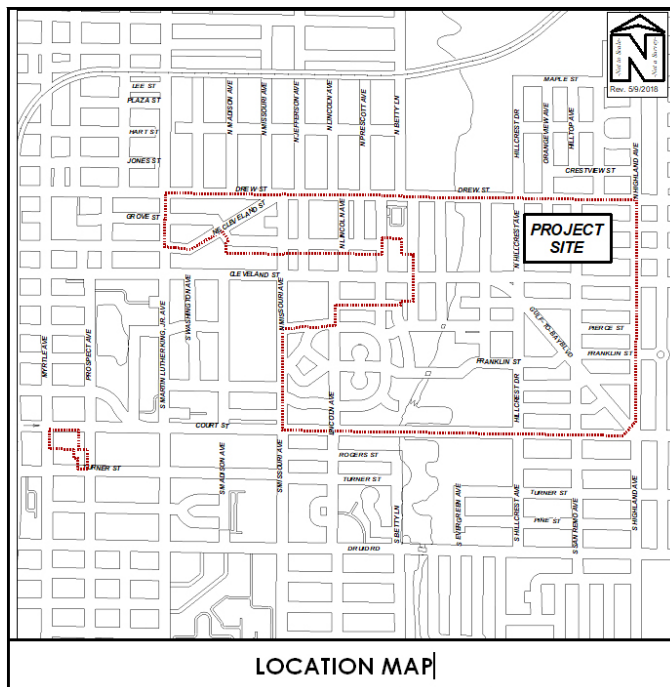 N
Not to Scale
Not a Survey
Rev. 5/9/2018
MAPLE ST
LEE ST
PLAZA ST
HART ST
JONES ST
N MADISON AVE
N MISSOURI AVE
N JEFFERSON AVE
N LINCOLN AVE
N PRESCOTT AVE
N BETTY LN
HILLCREST DR
ORANGEVIEW AVE
HILLTOP AVE
CRESTVIEW ST
N HIGHLAND AVE
DREW ST
DREW ST.
GROVE ST
NE CLEVELAND ST
N LINCOLN AVE
N HILLCREST AVE
PROJECT
SITE
CLEVELAND ST
S WASHINGTON AVE
N MISSOURI AVE
S MARTIN LUTHER KING, JR. AVE
MYRTLE AVE
PROSPECT AVE
GULF-TO-BAY BLVD
PIERCE ST
FRANKLIN ST
FRANKLIN ST
HILLCREST DR
COURT ST
S MADISON AVE
S MISSOURI AVE
ROGERS ST
TURNER ST
S BETTY LN
S EVERGREEN AVE
S HILLCREST AVE
TURNER ST
PINE ST
S SAN REMO AVE
S HIGHLAND AVE
DRUID RD
LOCATION MAP